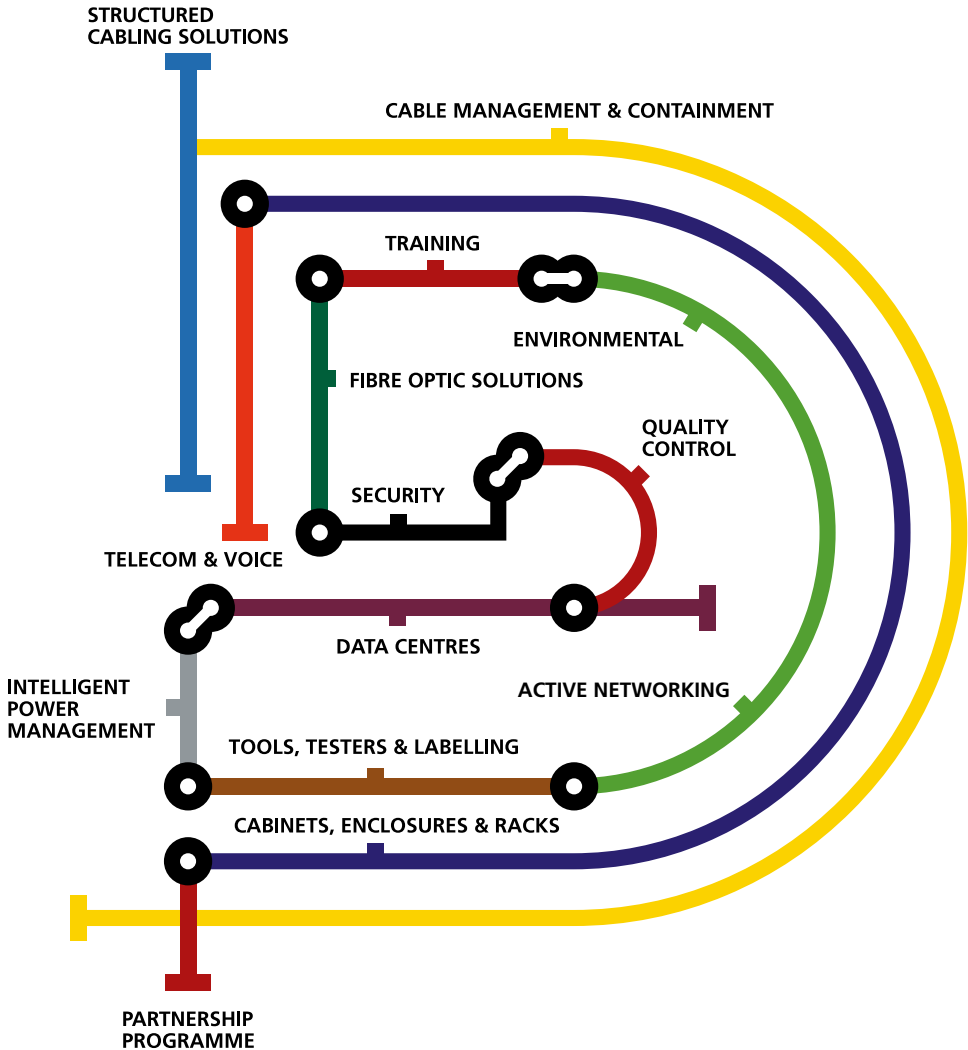 STRUCTURED
CABLING SOLUTIONS
CABLE MANAGEMENT & CONTAINMENT
TRAINING
ENVIRONMENTAL
FIBRE OPTIC SOLUTIONS
QUALITY
CONTROL
SECURITY
TELECOM & VOICE
DATA CENTRES
INTELLIGENT
POWER
MANAGEMENT
ACTIVE NETWORKING
TOOLS, TESTERS & LABELLING
CABINETS, ENCLOSURES & RACKS
PARTNERSHIP
PROGRAMME